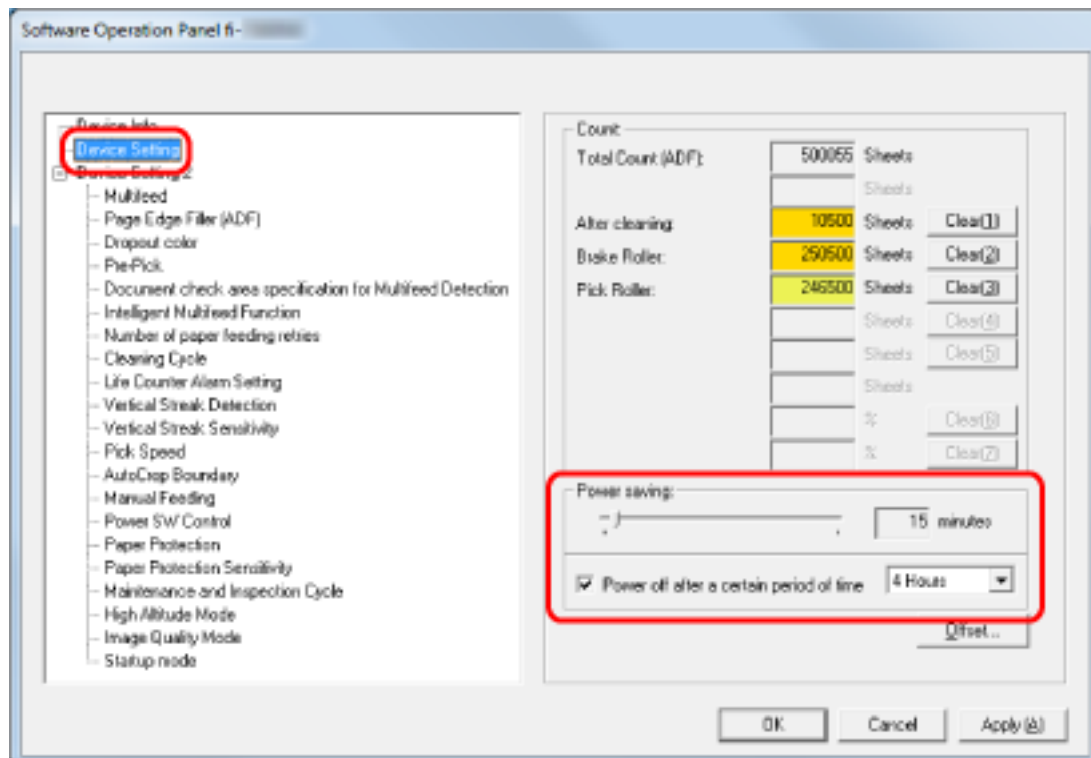 Software Operation Panel fi-
Device Info
Device Setting
Device Setting 2
Multifeed
Page Edge Filler (ADF)
Dropout color
Pre-Pick
Document check area specification for Multifeed Detection
Intelligent Multifeed Function
Number of paper feeding retries
Cleaning Cycle
Life Counter Alarm Setting
Vertical Streak Detection
Vertical Streak Sensitivity
Pick Speed
AutoCrop Boundary
Manual Feeding
Power SW Control
Paper Protection
Paper Protection Sensitivity
Maintenance and Inspection Cycle
High Altitude Mode
Image Quality Mode
Startup mode
Count
Total Count (ADF): 500055 Sheets
Sheets
After cleaning: 10500 Sheets Clear(1)
Brake Roller: 250500 Sheets Clear(2)
Pick Roller: 246500 Sheets Clear(3)
Sheets Clear(4)
Sheets Clear(5)
Sheets
% Clear(6)
% Clear(7)
Power saving:
15 minutes
Power off after a certain period of time 4 Hours
Offset...
OK Cancel Apply (A)